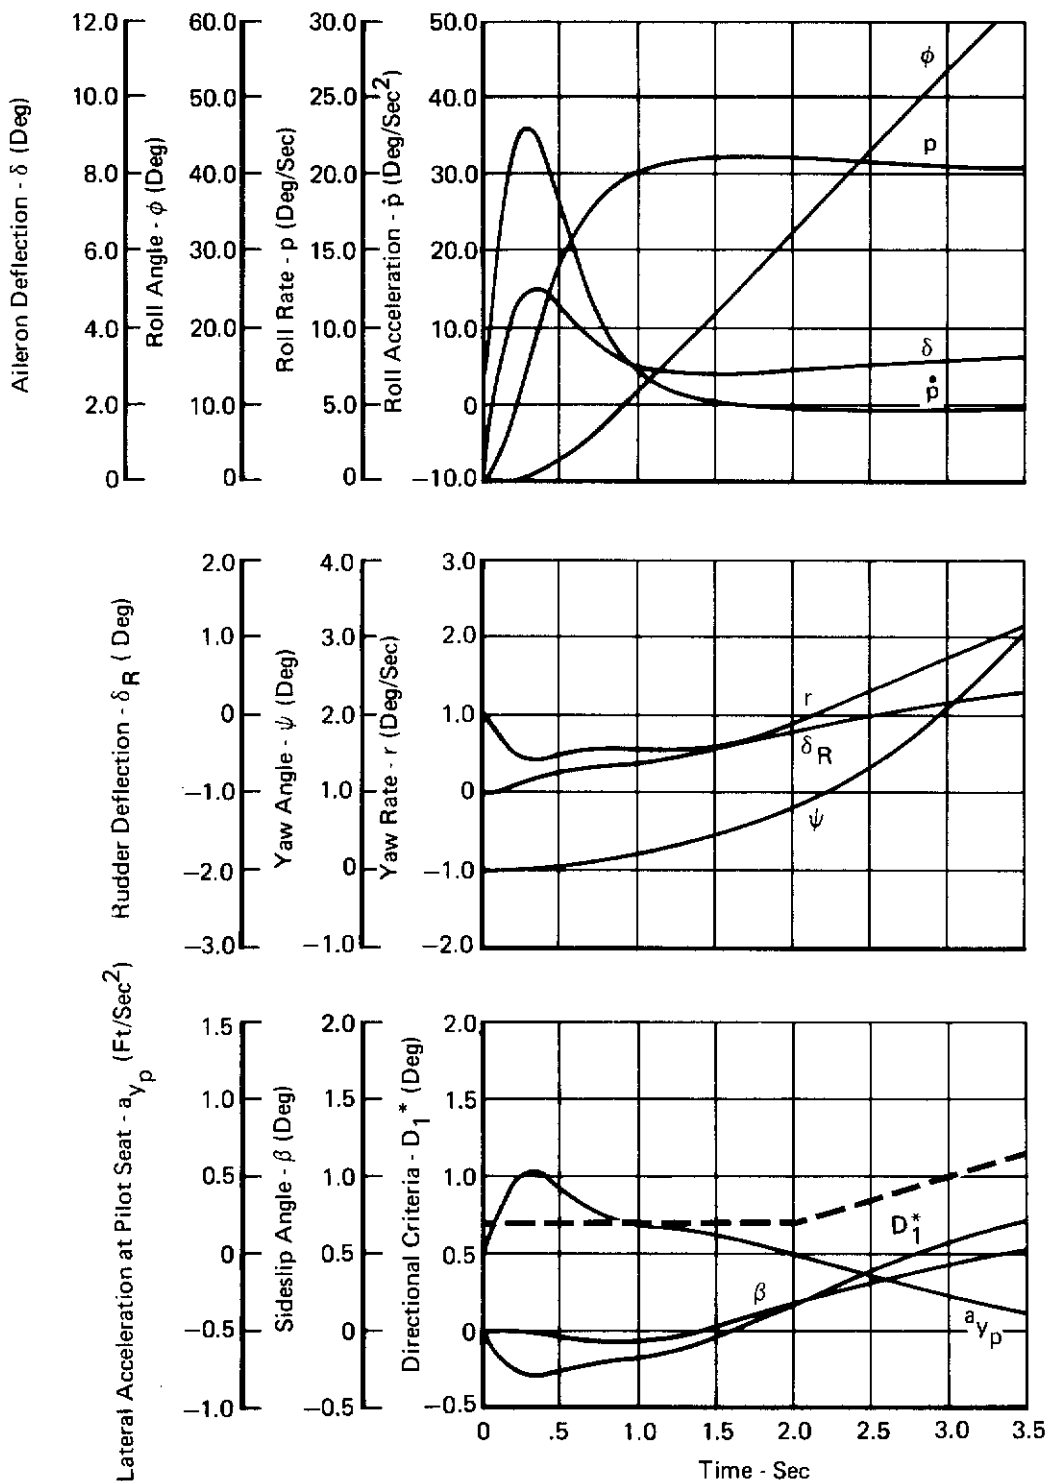 Aileron Deflection - δ (Deg)
12.0
10.0
8.0
6.0
4.0
2.0
0
Roll Angle - ϕ (Deg)
60.0
50.0
40.0
30.0
20.0
10.0
0
Roll Rate - p (Deg/Sec)
30.0
25.0
20.0
15.0
10.0
5.0
0
Roll Acceleration - ṗ (Deg/Sec²)
50.0
40.0
30.0
20.0
10.0
0
−10.0
ϕ
p
δ
ṗ
Rudder Deflection - δ_R ( Deg)
2.0
1.0
0
−1.0
−2.0
−3.0
Yaw Angle - ψ (Deg)
4.0
3.0
2.0
1.0
0
−1.0
Yaw Rate - r (Deg/Sec)
3.0
2.0
1.0
0
−1.0
−2.0
r
δ_R
ψ
Lateral Acceleration at Pilot Seat - a_yp (Ft/Sec²)
1.5
1.0
0.5
0
−0.5
−1.0
Sideslip Angle - β (Deg)
2.0
1.5
1.0
0.5
0
−0.5
Directional Criteria - D₁* (Deg)
2.0
1.5
1.0
0.5
0
−0.5
D₁*
β
a_yp
0 .5 1.0 1.5 2.0 2.5 3.0 3.5
Time - Sec